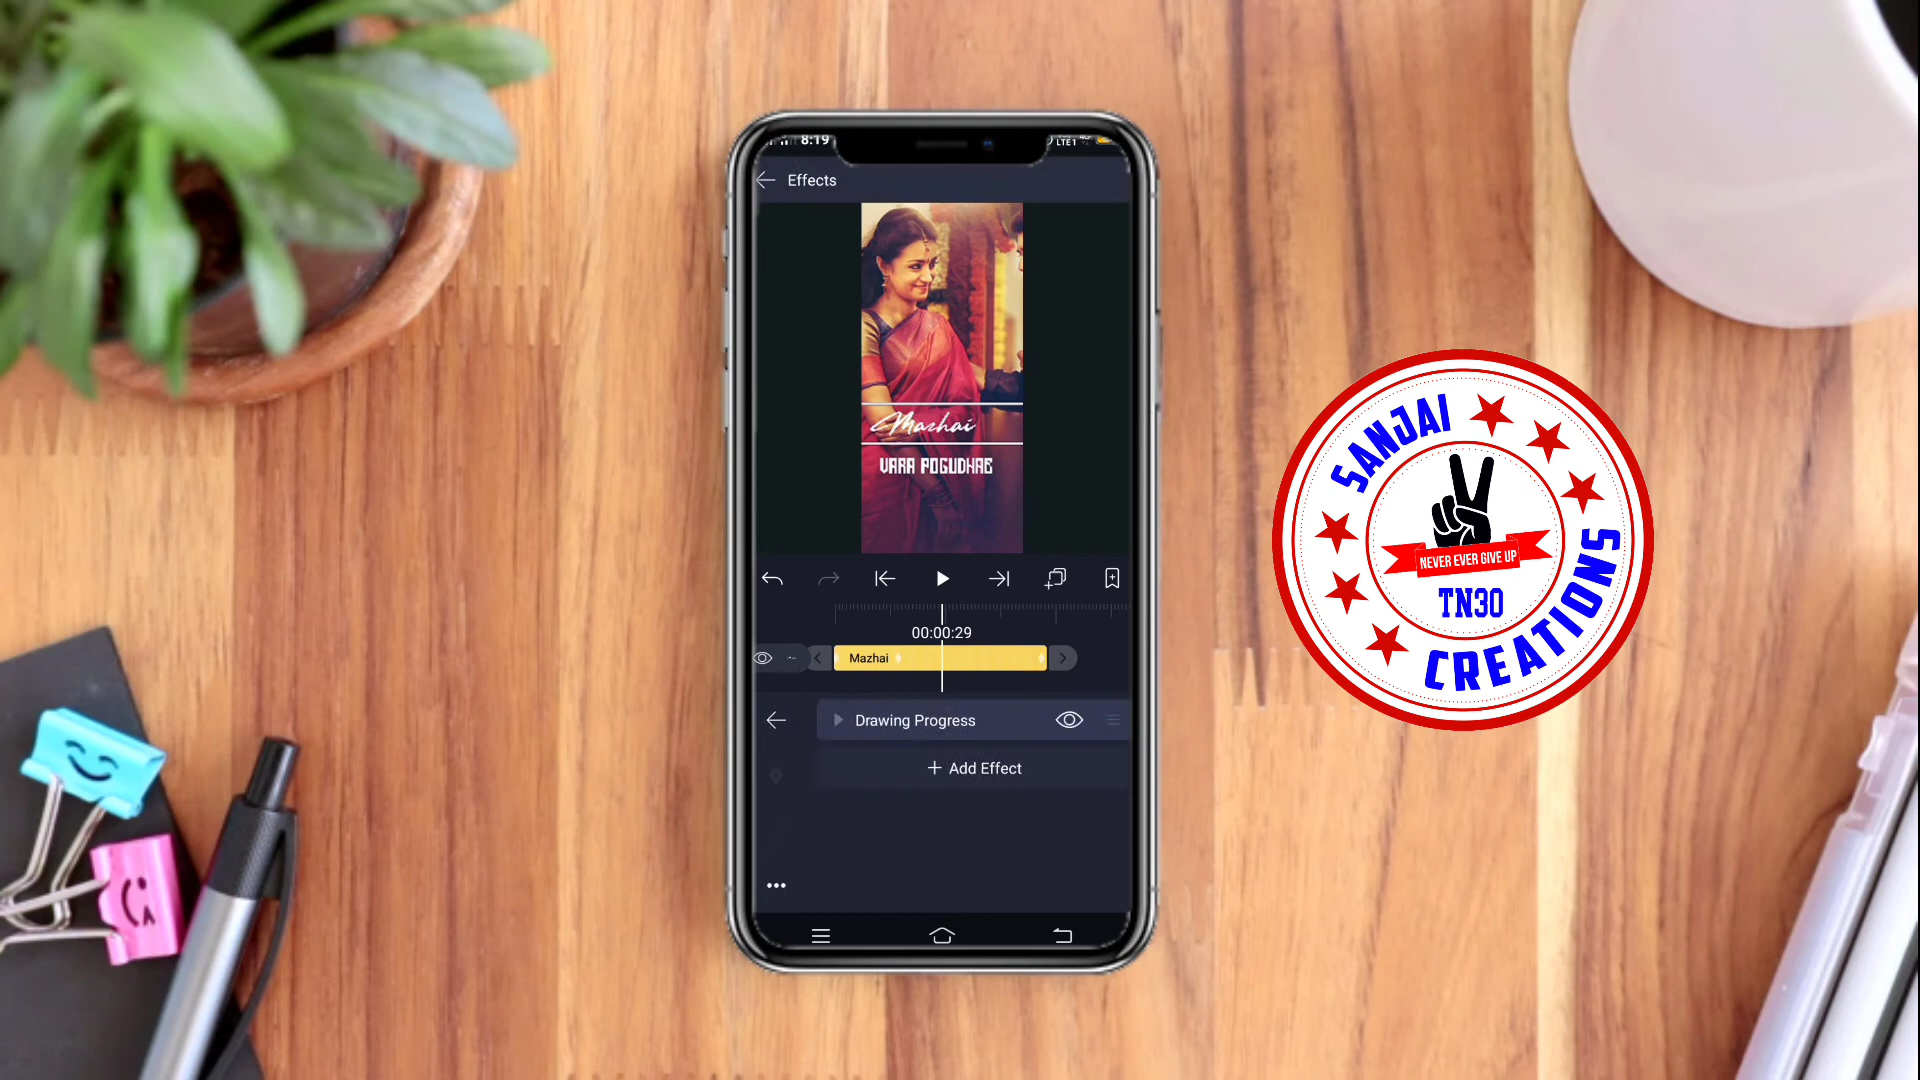 8:19
LTE1
Effects
Mazhai
VARA POGUDHAE
00:00:29
Mazhai
Drawing Progress
+ Add Effect
SANJAI
NEVER EVER GIVE UP
TN30
CREATIONS